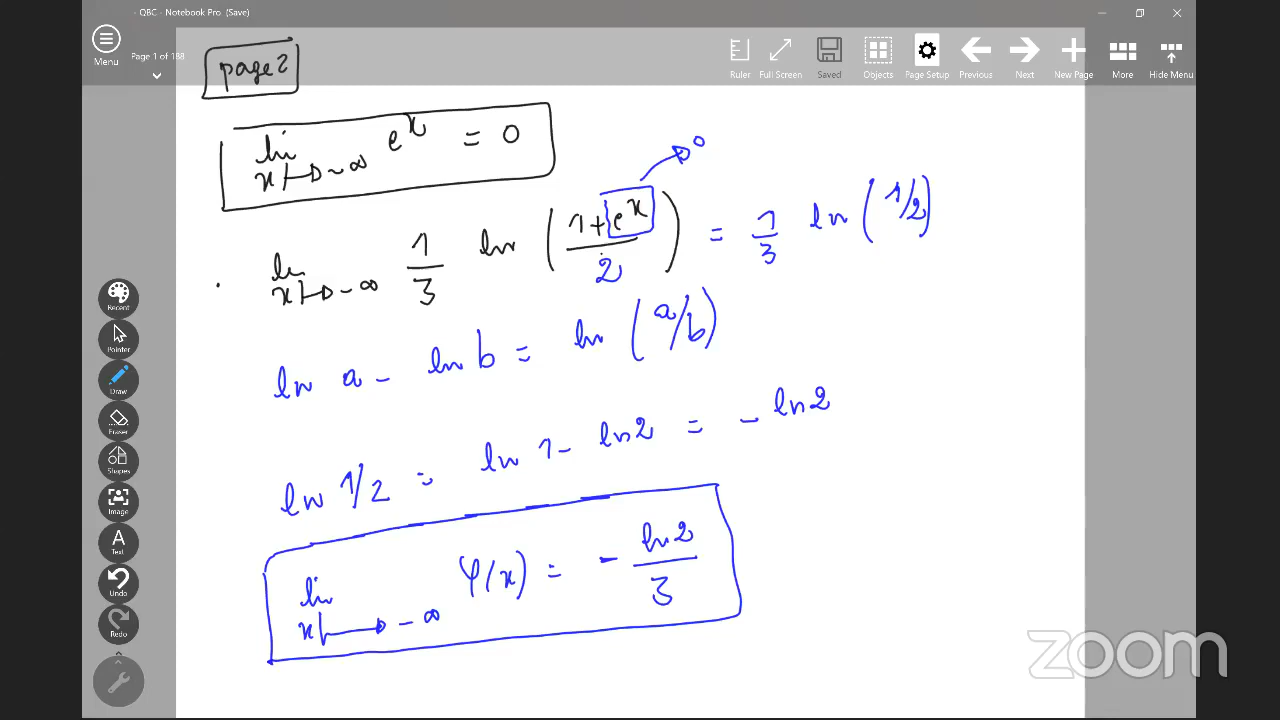 - QBC - Notebook Pro (Save)
Menu
Page 1 of 188
Ruler Full Screen Saved Objects Page Setup Previous Next New Page More Hide Menu
page 2
lim x↦-∞ e^x = 0
→ 0
• lim x↦-∞ 1/3 ln ((1+e^x)/2) = 1/3 ln (1/2)
ln a - ln b = ln (a/b)
ln 1/2 = ln 1 - ln 2 = - ln 2
lim x↦-∞ φ(x) = - ln 2/3
Recent
Pointer
Draw
Eraser
Shapes
Image
A
Text
Undo
Redo
zoom